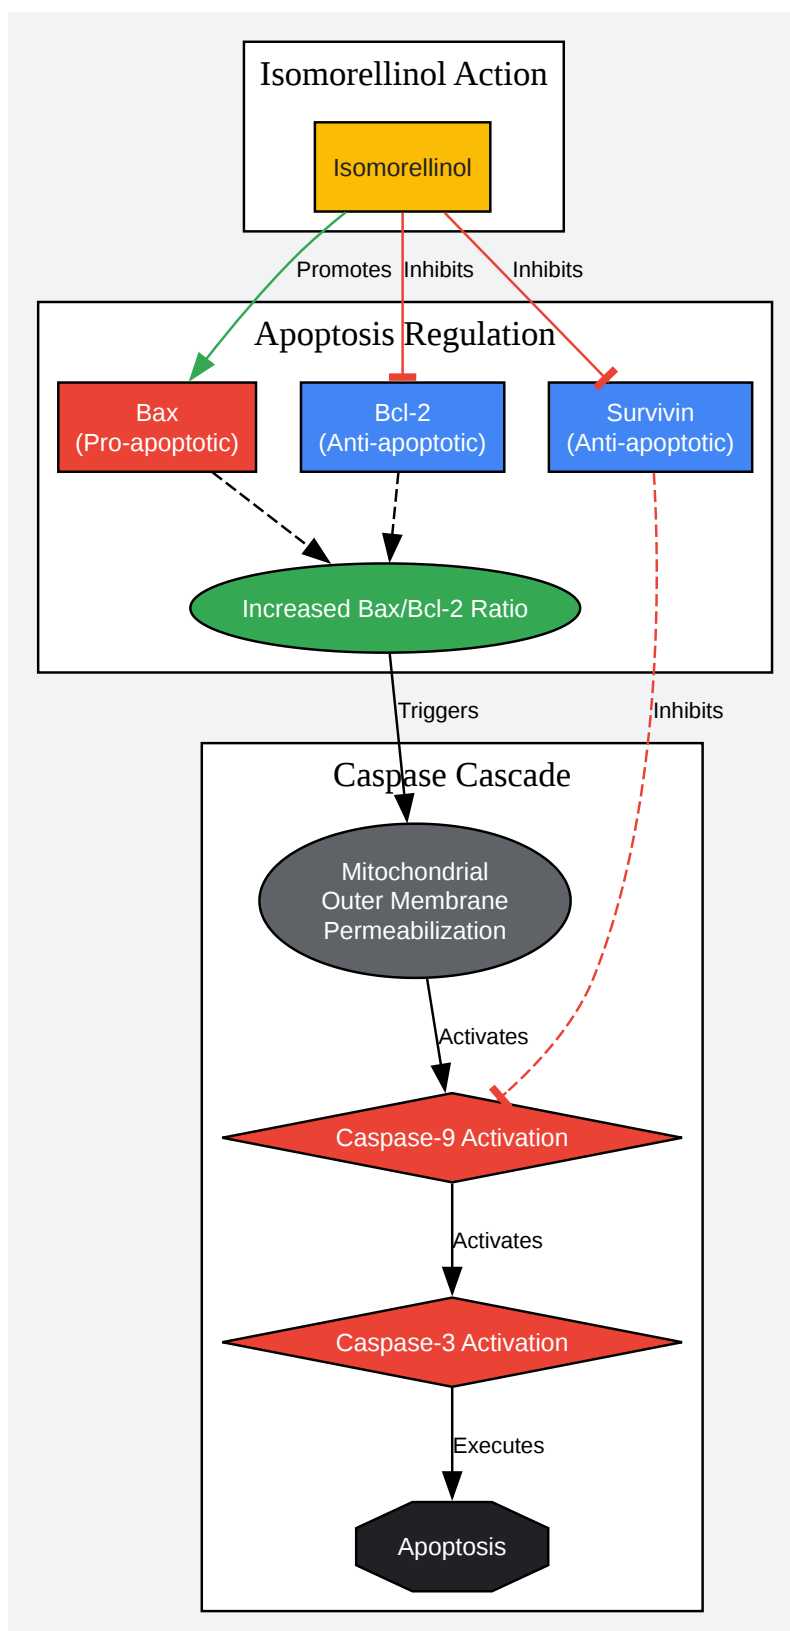 Isomorellinol Action
Isomorellinol
Promotes
Inhibits
Inhibits
Apoptosis Regulation
Bax
(Pro-apoptotic)
Bcl-2
(Anti-apoptotic)
Survivin
(Anti-apoptotic)
Increased Bax/Bcl-2 Ratio
Triggers
Inhibits
Caspase Cascade
Mitochondrial
Outer Membrane
Permeabilization
Activates
Caspase-9 Activation
Activates
Caspase-3 Activation
Executes
Apoptosis